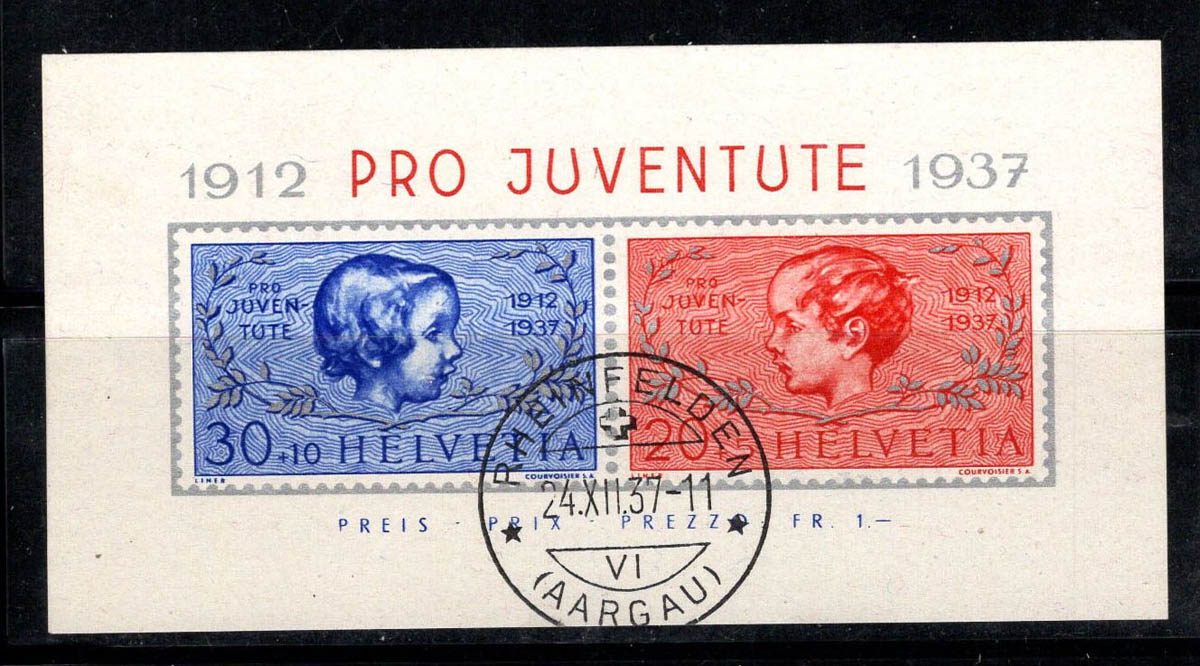 1912 PRO JUVENTUTE 1937
PRO
JUVEN-
TUTE
1912
1937
30+10 HELVETIA
LINER
COURVOISIER S.A.
PRO
JUVEN-
TUTE
1912
1937
20 HELVETIA
COURVOISIER S.A.
PREIS - PRIX - PREZZO FR. 1.—
RHEINFELDEN
24.XII.37-11
VI
(AARGAU)